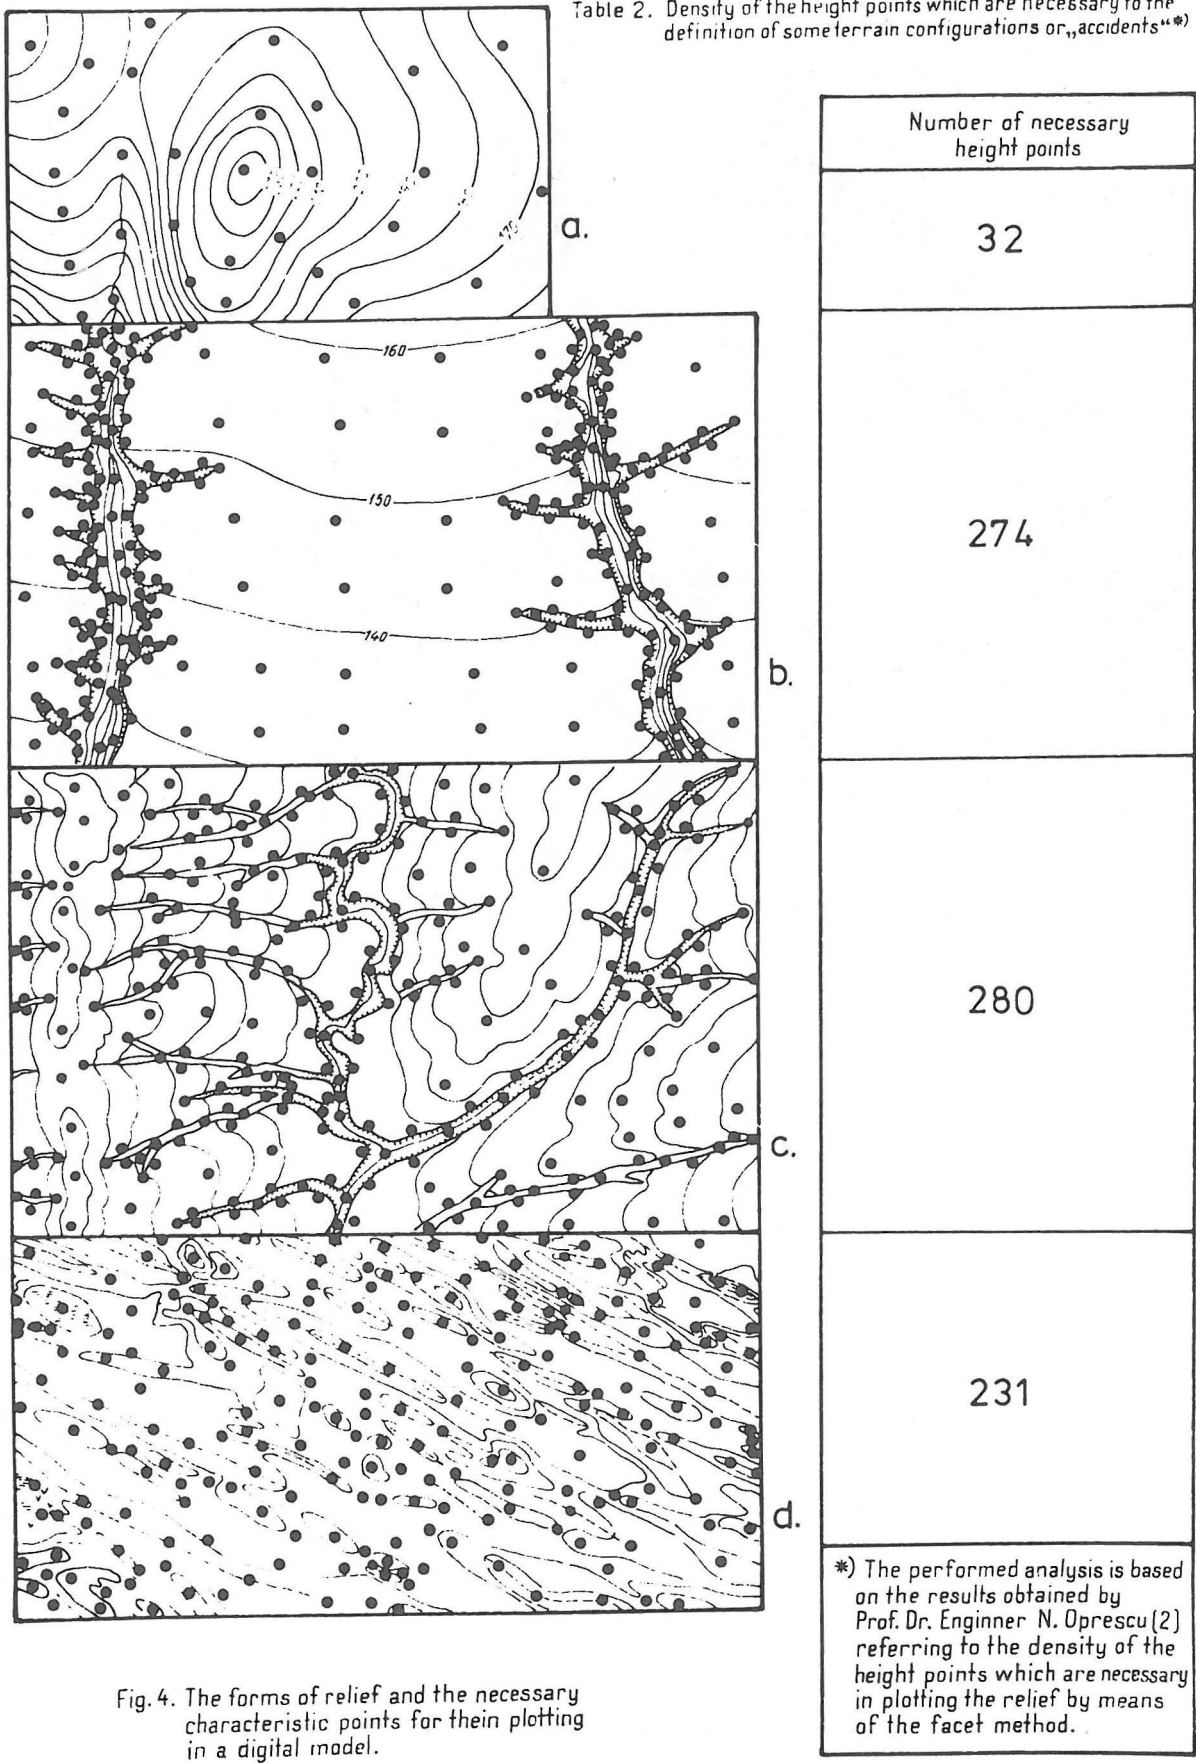 Table 2. Density of the height points which are necessary to the
definition of some terrain configurations or „accidents“*)
Number of necessary
height points
32
a.
170
160
150
140
274
b.
280
c.
231
d.
*) The performed analysis is based
on the results obtained by
Prof. Dr. Enginner N. Oprescu (2)
referring to the density of the
height points which are necessary
in plotting the relief by means
of the facet method.
Fig. 4. The forms of relief and the necessary
characteristic points for thein plotting
in a digital model.